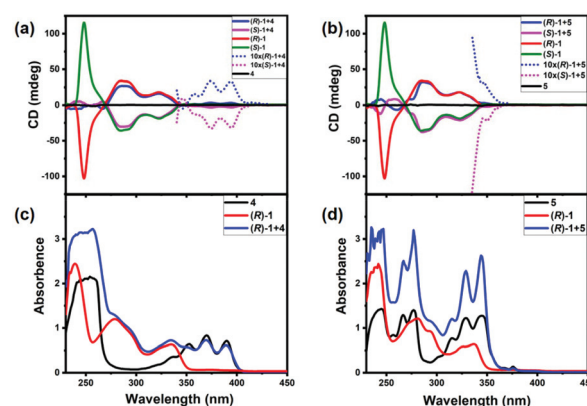 (a)
CD (mdeg)
100
50
0
-50
-100
(R)-1+4
(S)-1+4
(R)-1
(S)-1
10x(R)-1+4
10x(S)-1+4
4
(b)
CD (mdeg)
100
50
0
-50
-100
(R)-1+5
(S)-1+5
(R)-1
(S)-1
10x(R)-1+5
10x(S)-1+5
5
(c)
Absorbance
3
2
1
0
4
(R)-1
(R)-1+4
250 300 350 400 450
Wavelength (nm)
(d)
Absorbance
3
2
1
0
5
(R)-1
(R)-1+5
250 300 350 400 450
Wavelength (nm)